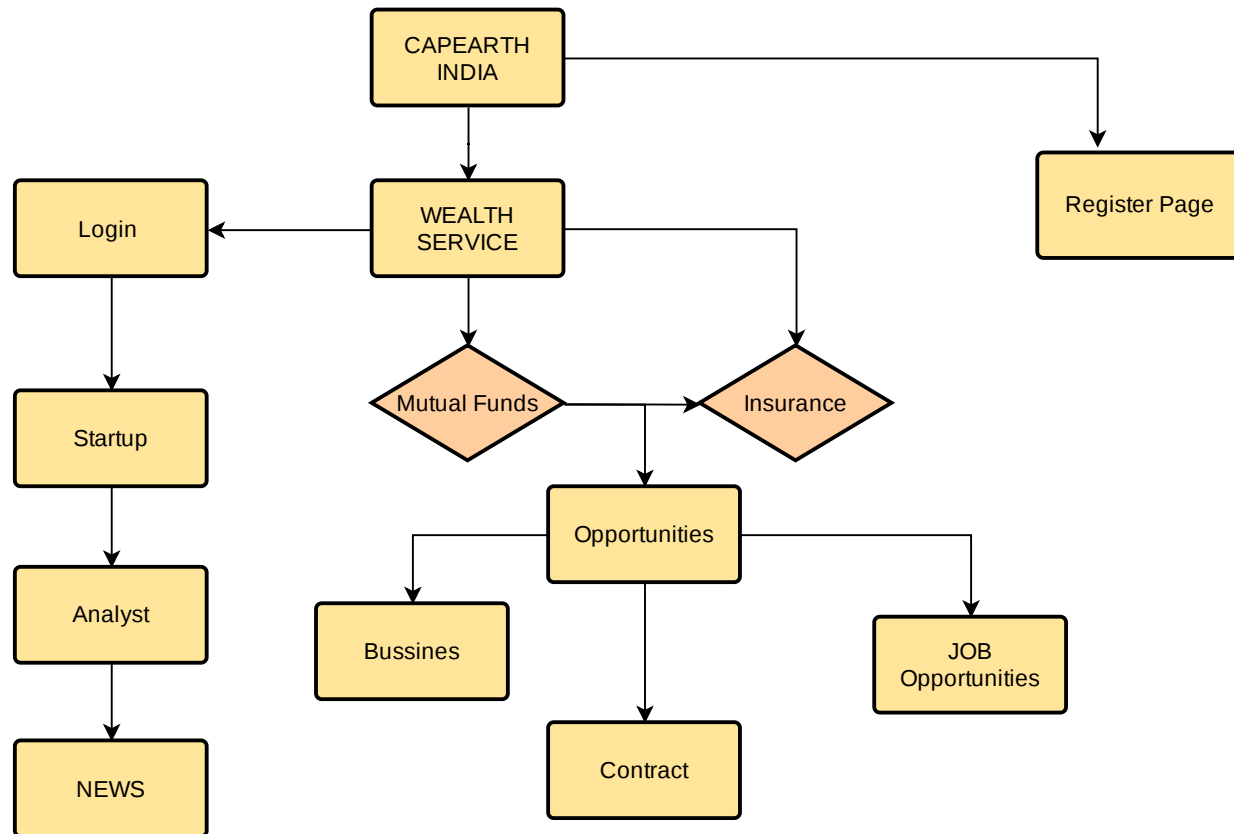 CAPEARTH
INDIA
Register Page
Login
WEALTH
SERVICE
Mutual Funds
Insurance
Startup
Opportunities
Analyst
Bussines
JOB
Opportunities
NEWS
Contract